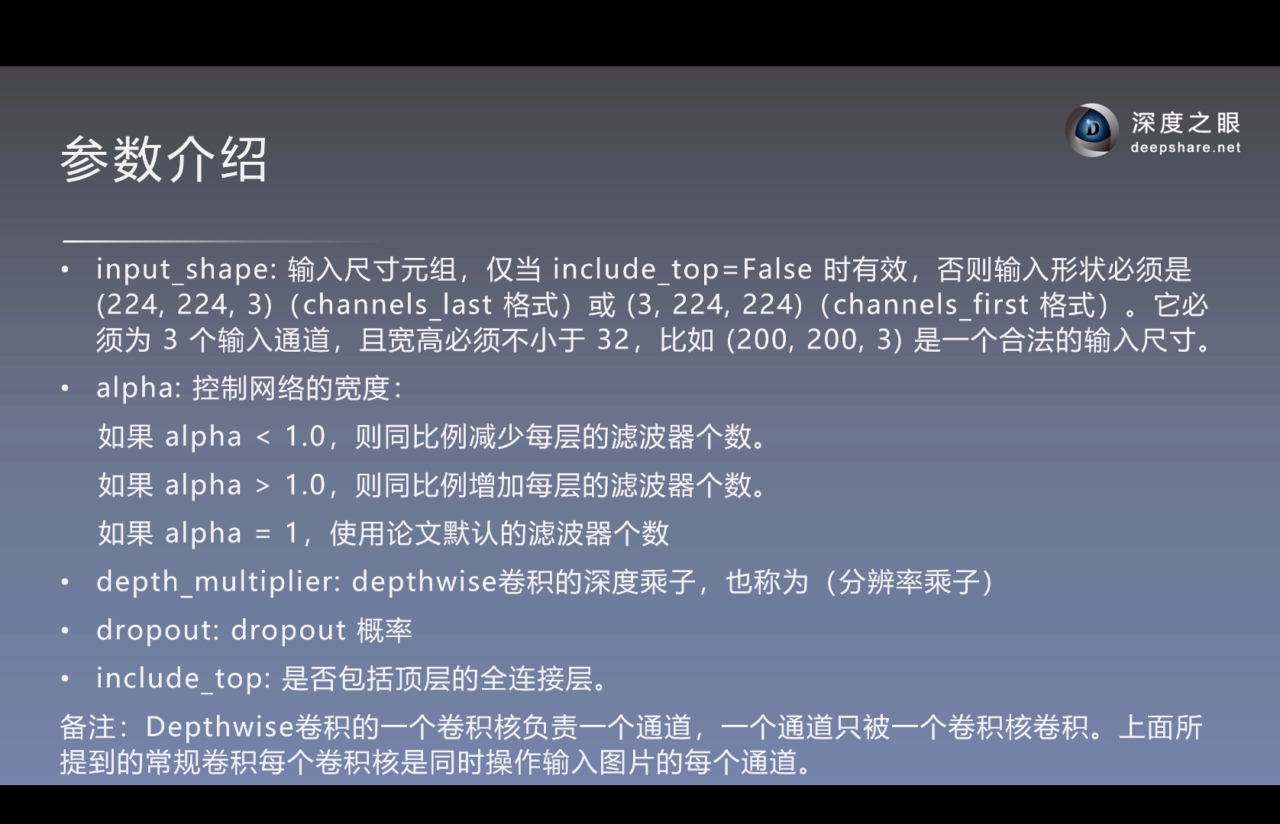 深度之眼
deepshare.net
参数介绍
• input_shape: 输入尺寸元组，仅当 include_top=False 时有效，否则输入形状必须是
(224, 224, 3)（channels_last 格式）或 (3, 224, 224)（channels_first 格式）。它必
须为 3 个输入通道，且宽高必须不小于 32，比如 (200, 200, 3) 是一个合法的输入尺寸。
• alpha: 控制网络的宽度：
如果 alpha < 1.0，则同比例减少每层的滤波器个数。
如果 alpha > 1.0，则同比例增加每层的滤波器个数。
如果 alpha = 1，使用论文默认的滤波器个数
• depth_multiplier: depthwise卷积的深度乘子，也称为（分辨率乘子）
• dropout: dropout 概率
• include_top: 是否包括顶层的全连接层。
备注：Depthwise卷积的一个卷积核负责一个通道，一个通道只被一个卷积核卷积。上面所
提到的常规卷积每个卷积核是同时操作输入图片的每个通道。